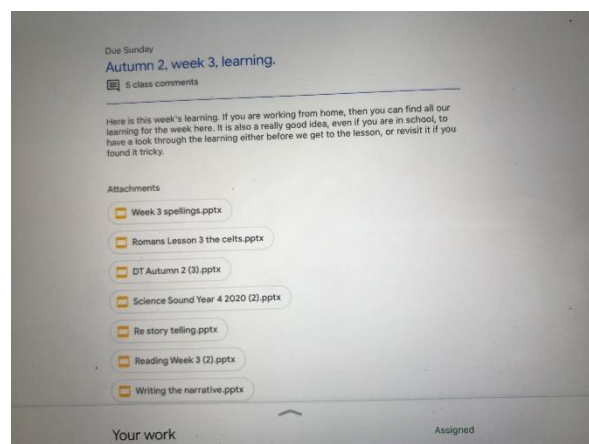 Due Sunday
Autumn 2, week 3, learning.
5 class comments
Here is this week's learning. If you are working from home, then you can find all our
learning for the week here. It is also a really good idea, even if you are in school, to
have a look through the learning either before we get to the lesson, or revisit it if you
found it tricky.
Attachments
Week 3 spellings.pptx
Romans Lesson 3 the celts.pptx
DT Autumn 2 (3).pptx
Science Sound Year 4 2020 (2).pptx
Re story telling.pptx
Reading Week 3 (2).pptx
Writing the narrative.pptx
Your work
Assigned